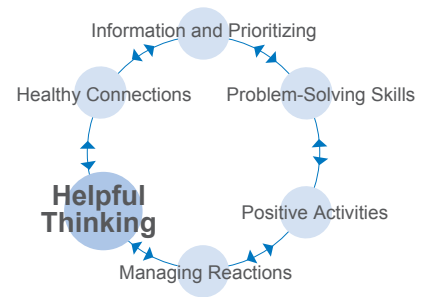 Information and Prioritizing
Healthy Connections
Problem-Solving Skills
Helpful
Thinking
Positive Activities
Managing Reactions